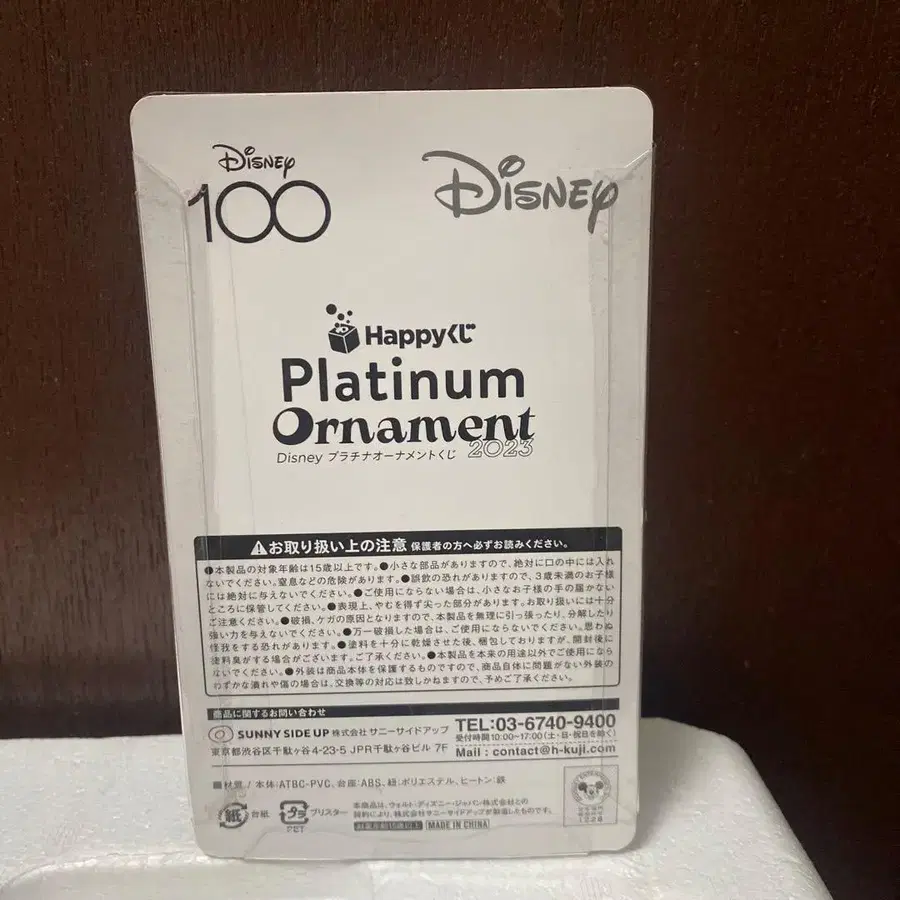 Disney
100
Disney
Happyくじ
Platinum
Ornament
2023
Disney プラチナオーナメントくじ
⚠お取り扱い上の注意 保護者の方へ必ずお読みください。
●本製品の対象年齢は15歳以上です。●小さな部品がありますので、絶対に口の中には入れ
ないでください。窒息などの危険があります。●誤飲の恐れがありますので、3歳未満のお子様
には絶対に与えないでください。●ご使用にならない場合は、小さなお子様の手の届かない
ところに保管してください。●表現上、やむを得ず尖った部分があります。お取り扱いには十分
ご注意ください。●破損、ケガの原因となりますので、本製品を無理に引っ張ったり、分解したり
強い力を与えないでください。●万一破損した場合は、ご使用にならないでください。思わぬ
怪我をする恐れがあります。●塗料を十分に乾燥させた後、梱包しておりますが、開封後に
塗料臭がする場合がございます。ご了承ください。●本製品を本来の用途以外でご使用になら
ないでください。●外装は商品本体を保護するものですので、商品自体に問題がない外装の
わずかな潰れや傷の場合は、交換等の対応は致しかねますので、予めご了承ください。
商品に関するお問い合わせ
SUNNY SIDE UP 株式会社 サニーサイドアップ
東京都渋谷区千駄ヶ谷4-23-5 JPR千駄ヶ谷ビル 7F
TEL:03-6740-9400
受付時間 10:00~17:00 (土・日・祝日を除く)
Mail : contact@h-kuji.com
■材質 / 本体:ATBC-PVC、台座:ABS、紐:ポリエステル、ヒートン:鉄
紙 台紙
プラ ブリスター
PET
本商品は、ウォルト・ディズニー・ジャパン株式会社との
契約により、株式会社サニーサイドアップが製造したものです。
対象年齢15歳以上
MADE IN CHINA